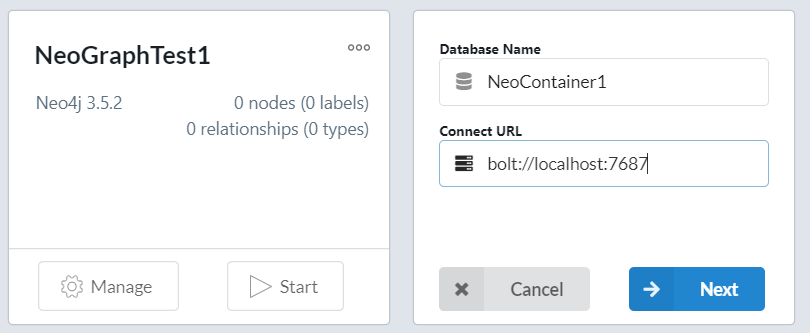 NeoGraphTest1
Neo4j 3.5.2
0 nodes (0 labels)
0 relationships (0 types)
Manage
Start
Database Name
NeoContainer1
Connect URL
bolt://localhost:7687
Cancel
Next